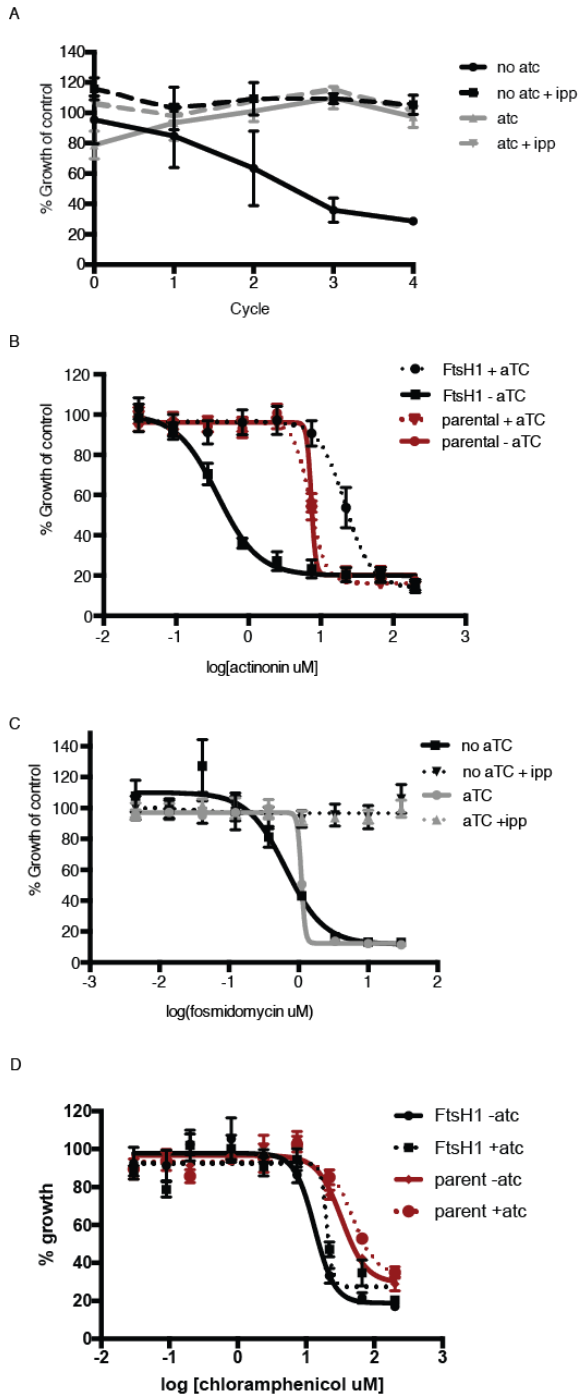 A
140
120
100
80
60
40
20
0
% Growth of control
0 1 2 3 4
Cycle
no atc
no atc + ipp
atc
atc + ipp
B
120
100
80
60
40
20
0
% Growth of control
-2 -1 0 1 2 3
log[actinonin uM]
FtsH1 + aTC
FtsH1 - aTC
parental + aTC
parental - aTC
C
140
120
100
80
60
40
20
0
% Growth of control
-3 -2 -1 0 1 2
log(fosmidomycin uM)
no aTC
no aTC + ipp
aTC
aTC +ipp
D
120
100
80
60
40
20
0
% growth
-2 -1 0 1 2 3
log [chloramphenicol uM]
FtsH1 -atc
FtsH1 +atc
parent -atc
parent +atc